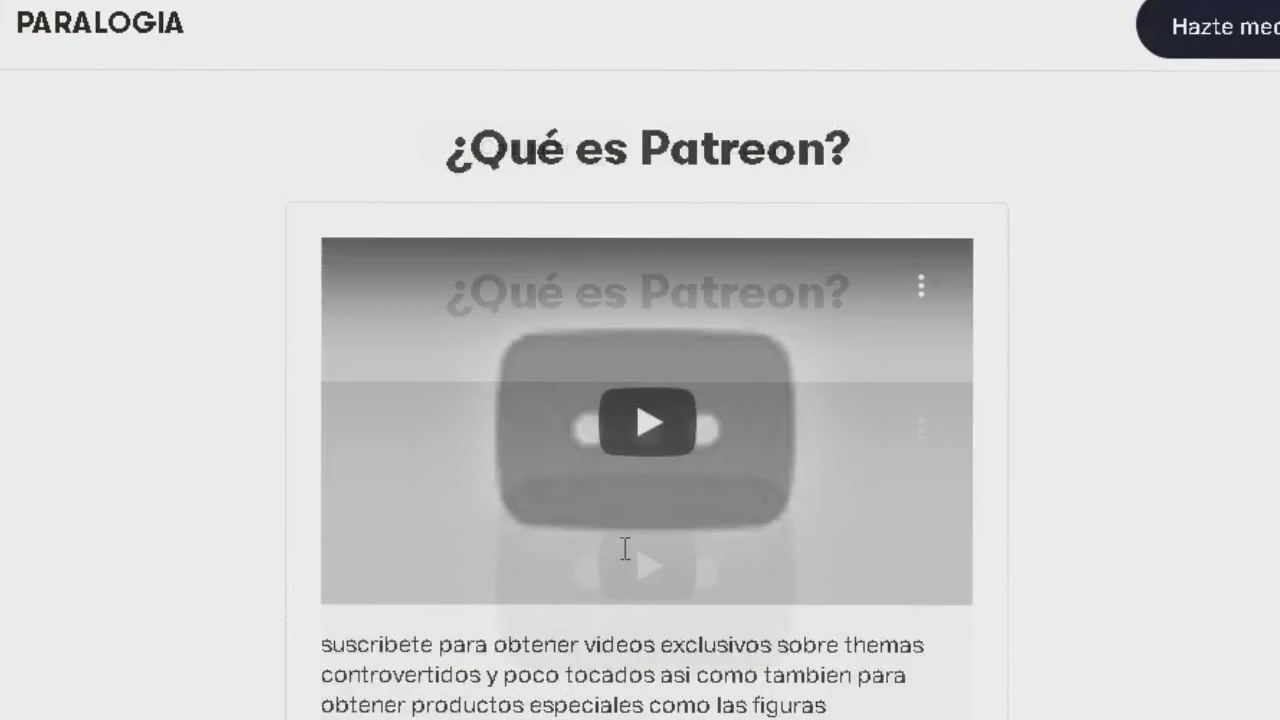 PARALOGIA
Hazte mec
¿Qué es Patreon?
¿Qué es Patreon?
suscribete para obtener videos exclusivos sobre themas
controvertidos y poco tocados asi como tambien para
obtener productos especiales como las figuras